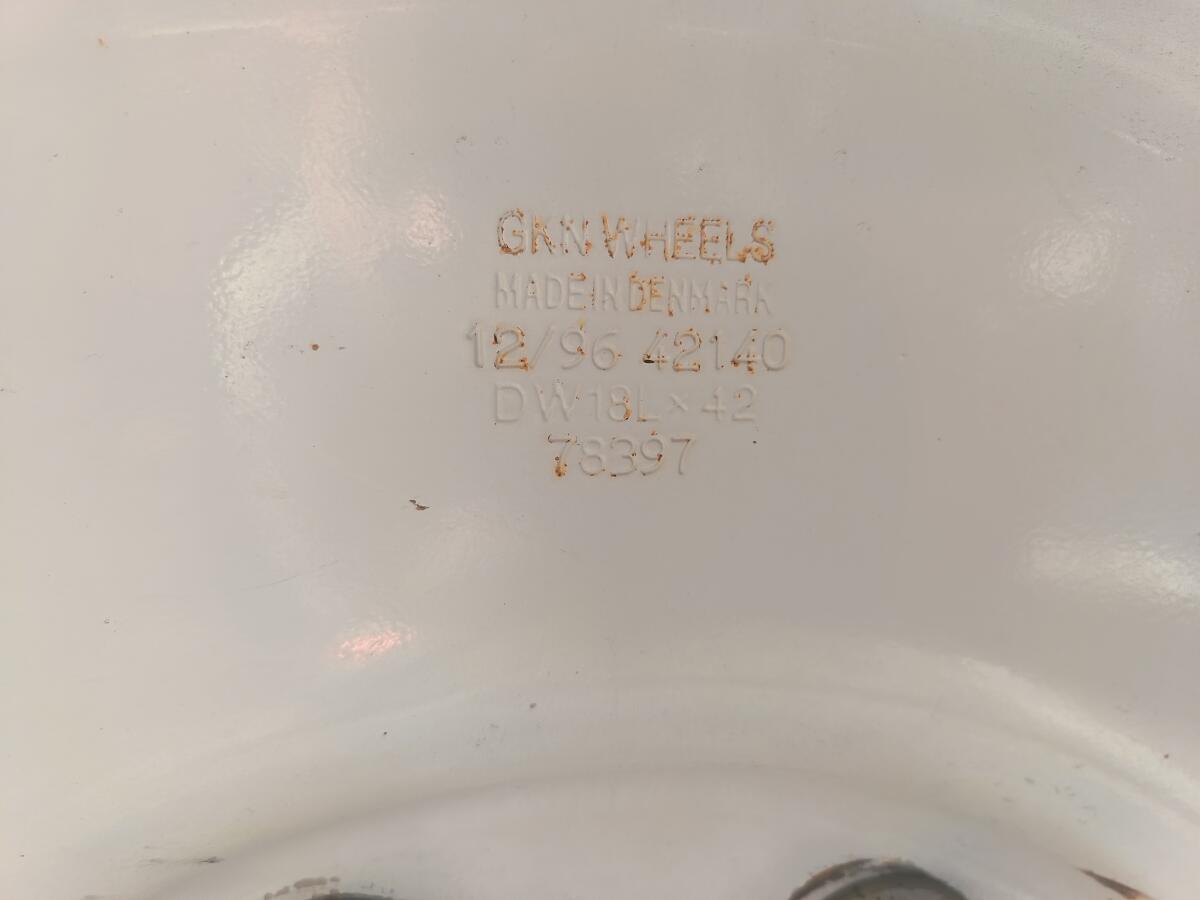 GKN WHEELS
MADE IN DENMARK
12/96 42140
DW18L×42
78397